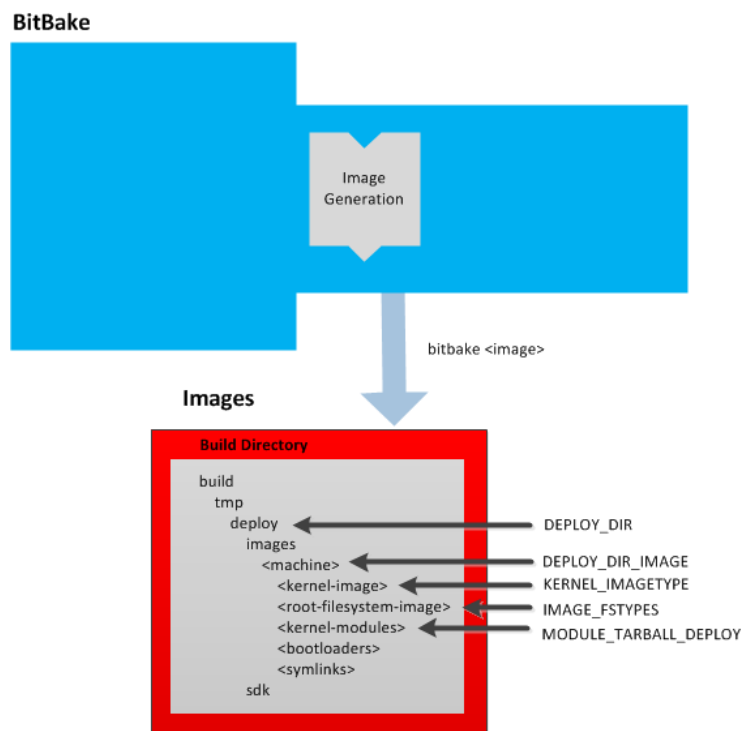 BitBake
Image
Generation
bitbake <image>
Images
Build Directory
build
tmp
deploy
DEPLOY_DIR
images
<machine>
DEPLOY_DIR_IMAGE
<kernel-image>
KERNEL_IMAGETYPE
<root-filesystem-image>
IMAGE_FSTYPES
<kernel-modules>
MODULE_TARBALL_DEPLOY
<bootloaders>
<symlinks>
sdk